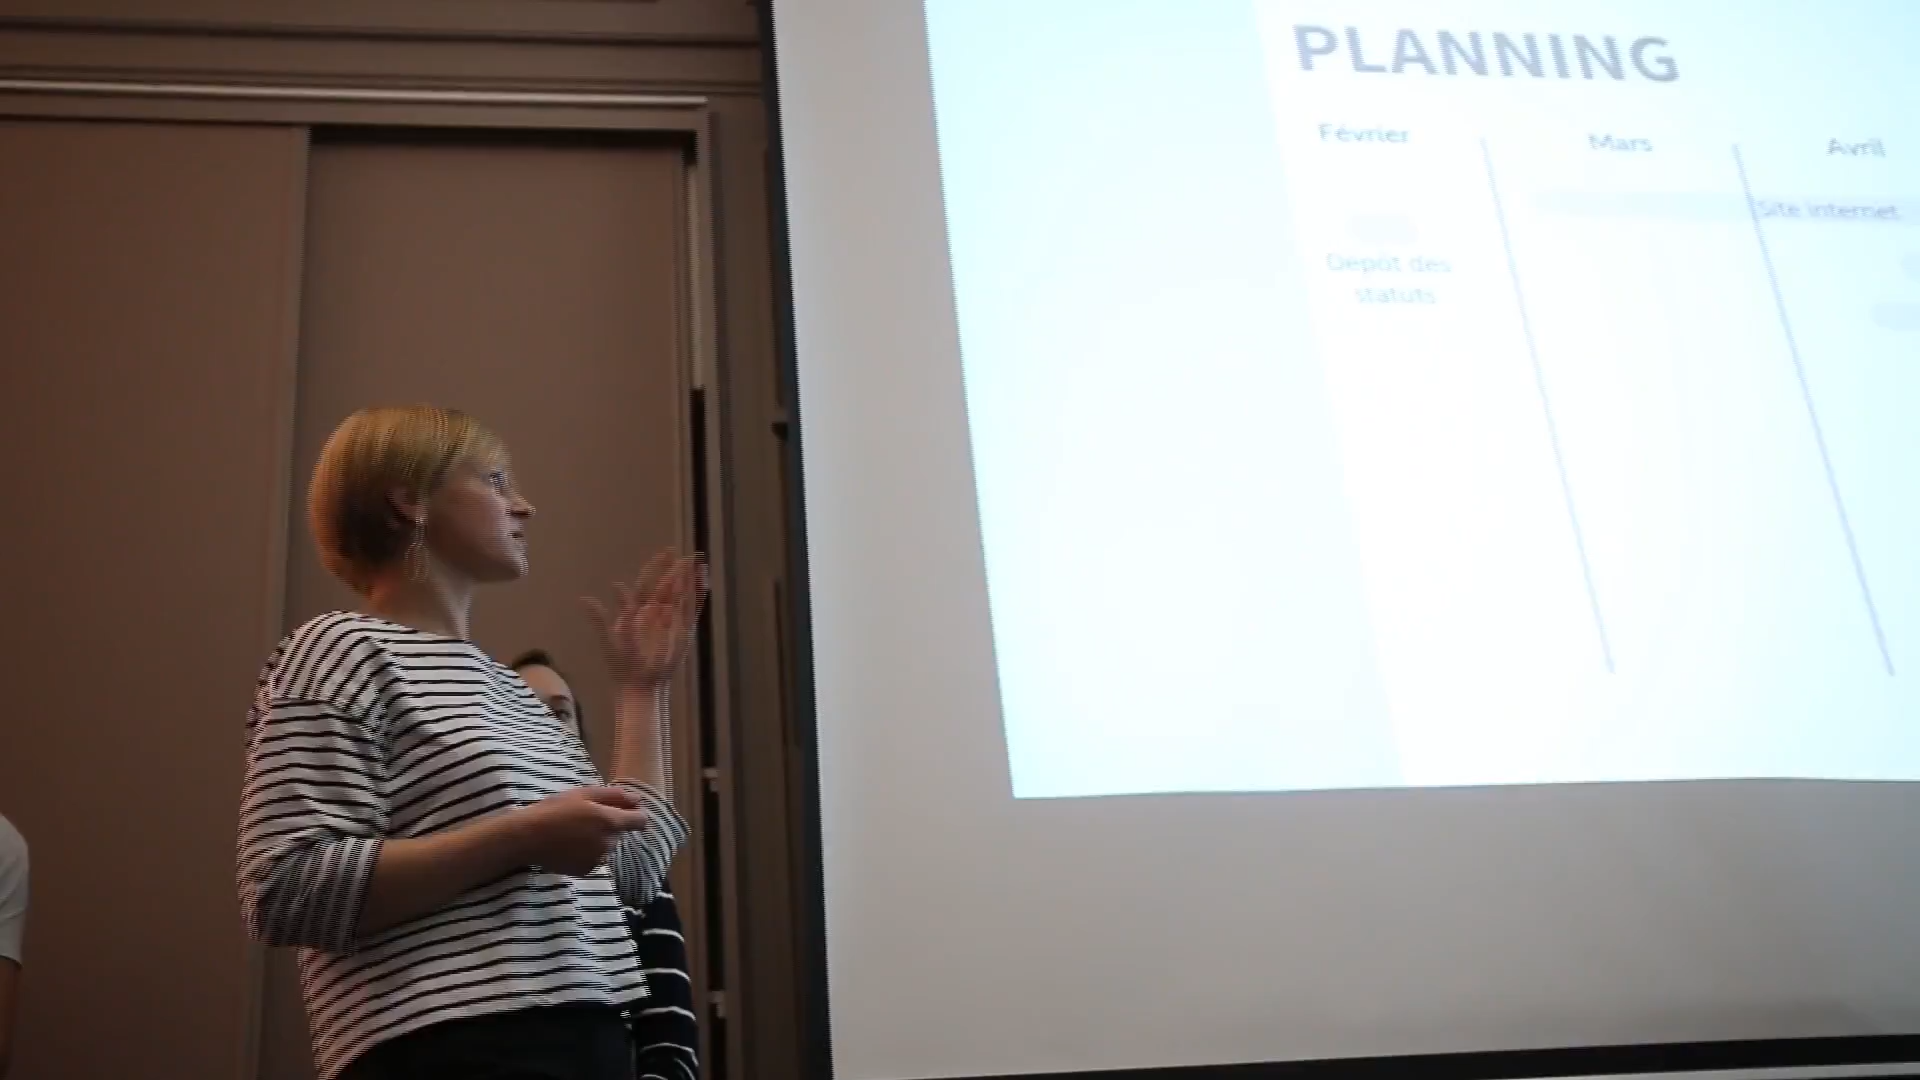 PLANNING
Février
Mars
Avril
Site internet
Dépôt des
statuts